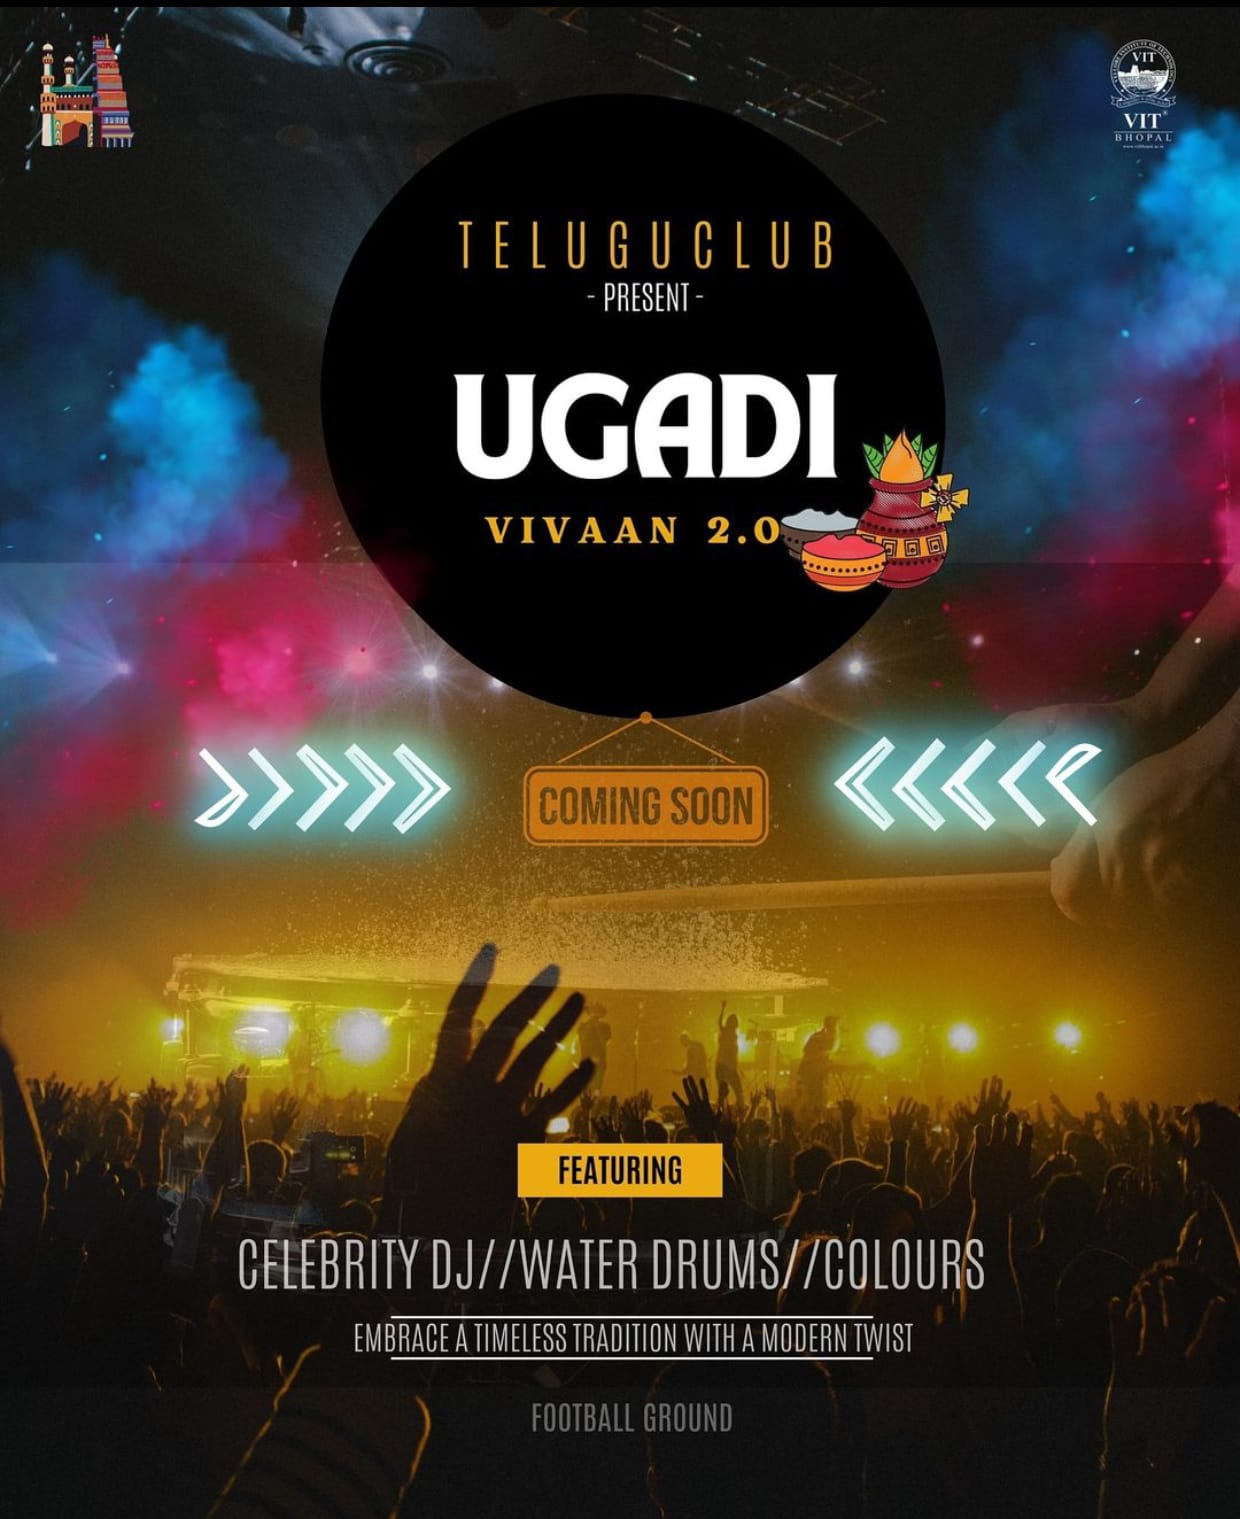 VIT
VIT®
BHOPAL
TELUGUCLUB
- PRESENT -
UGADI
VIVAAN 2.0
COMING SOON
FEATURING
CELEBRITY DJ//WATER DRUMS//COLOURS
EMBRACE A TIMELESS TRADITION WITH A MODERN TWIST
FOOTBALL GROUND